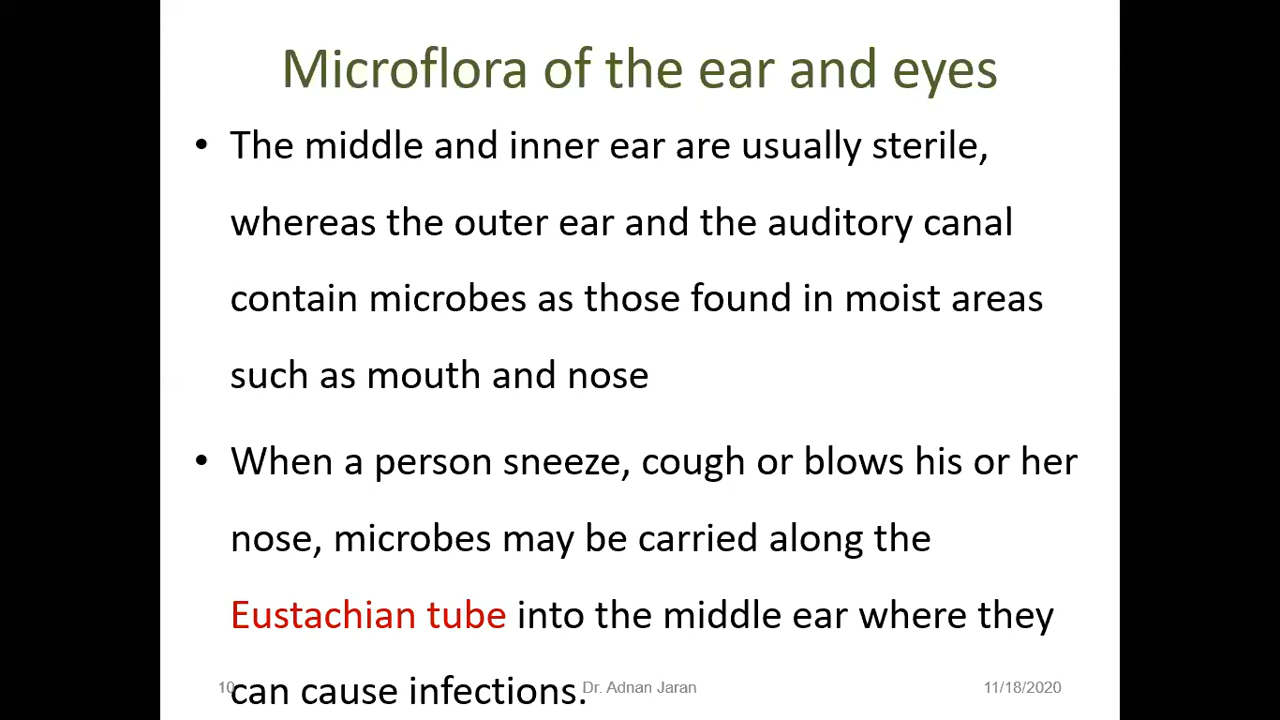 Microflora of the ear and eyes
• The middle and inner ear are usually sterile,
whereas the outer ear and the auditory canal
contain microbes as those found in moist areas
such as mouth and nose
• When a person sneeze, cough or blows his or her
nose, microbes may be carried along the
Eustachian tube into the middle ear where they
can cause infections.
10 Dr. Adnan Jaran 11/18/2020